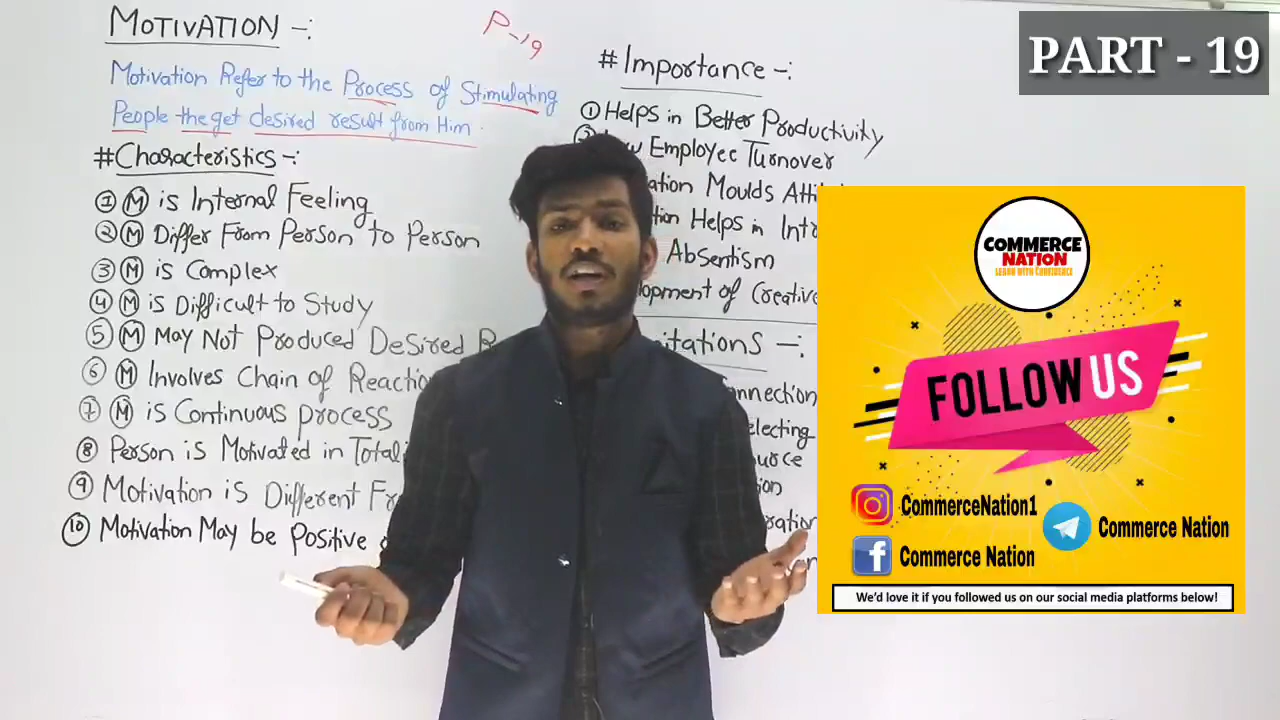 MOTIVATION -:
P-19
PART - 19
Motivation Refer to the Process of Stimulating
People the get desired result from Him
# Characteristics -:
① Ⓜ is Internal Feeling
② Ⓜ Differ From Person to Person
③ Ⓜ is Complex
④ Ⓜ is Difficult to Study
⑤ Ⓜ May Not Produced Desired
⑥ Ⓜ Involves Chain of
⑦ Ⓜ is Continuous process
⑧ Person is Motivated in
⑨ Motivation is Different
⑩ Motivation May be Positive
# Importance -:
① Helps in Better Productivity
Employee Turnover
Moulds
Helps in
Absentism
of
-:
COMMERCE
NATION
LEARN WITH CONFIDENCE
FOLLOW US
CommerceNation1
Commerce Nation
Commerce Nation
We'd love it if you followed us on our social media platforms below!